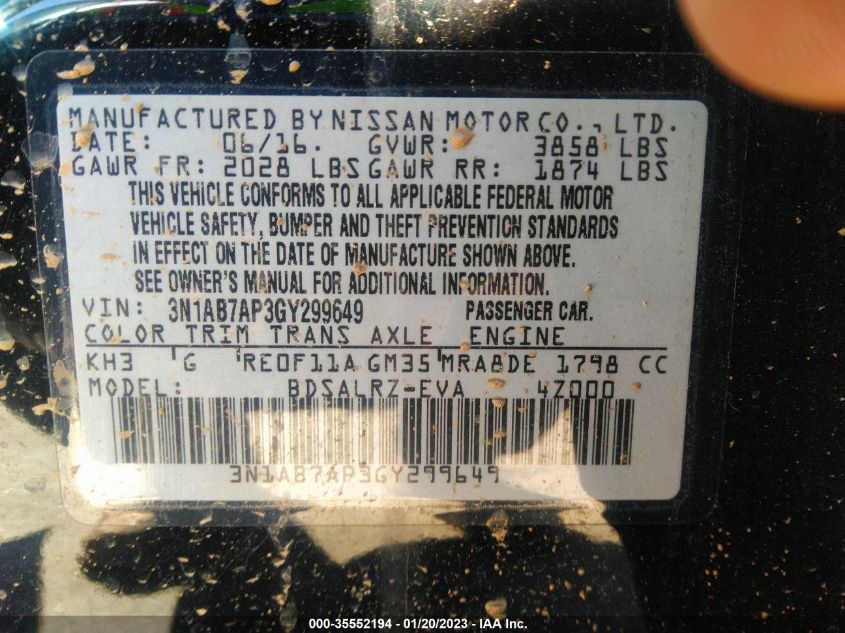 MANUFACTURED BY NISSAN MOTOR CO., LTD.
DATE: 06/16. GVWR: 3858 LBS
GAWR FR: 2028 LBS GAWR RR: 1874 LBS
THIS VEHICLE CONFORMS TO ALL APPLICABLE FEDERAL MOTOR
VEHICLE SAFETY, BUMPER AND THEFT PREVENTION STANDARDS
IN EFFECT ON THE DATE OF MANUFACTURE SHOWN ABOVE.
SEE OWNER'S MANUAL FOR ADDITIONAL INFORMATION.
VIN: 3N1AB7AP3GY299649 PASSENGER CAR.
COLOR TRIM TRANS AXLE ENGINE
KH3 'G 'RE0F11A GM35'MRA8DE 1798 CC
MODEL: BDSALRZ-EVA 4Z000
3N1AB7AP3GY299649
000-35552194 - 01/20/2023 - IAA Inc.